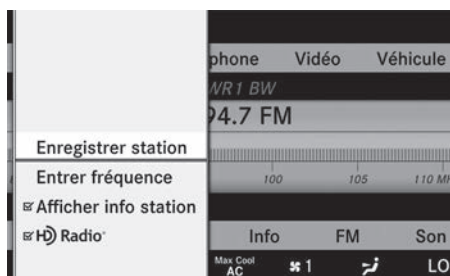 phone Vidéo Véhicule
WR1 BW
94.7 FM
Enregistrer station
100 105 110
Entrer fréquence
Afficher info station
HD Radio
Info FM Son
Max Cool
AC 1 LO